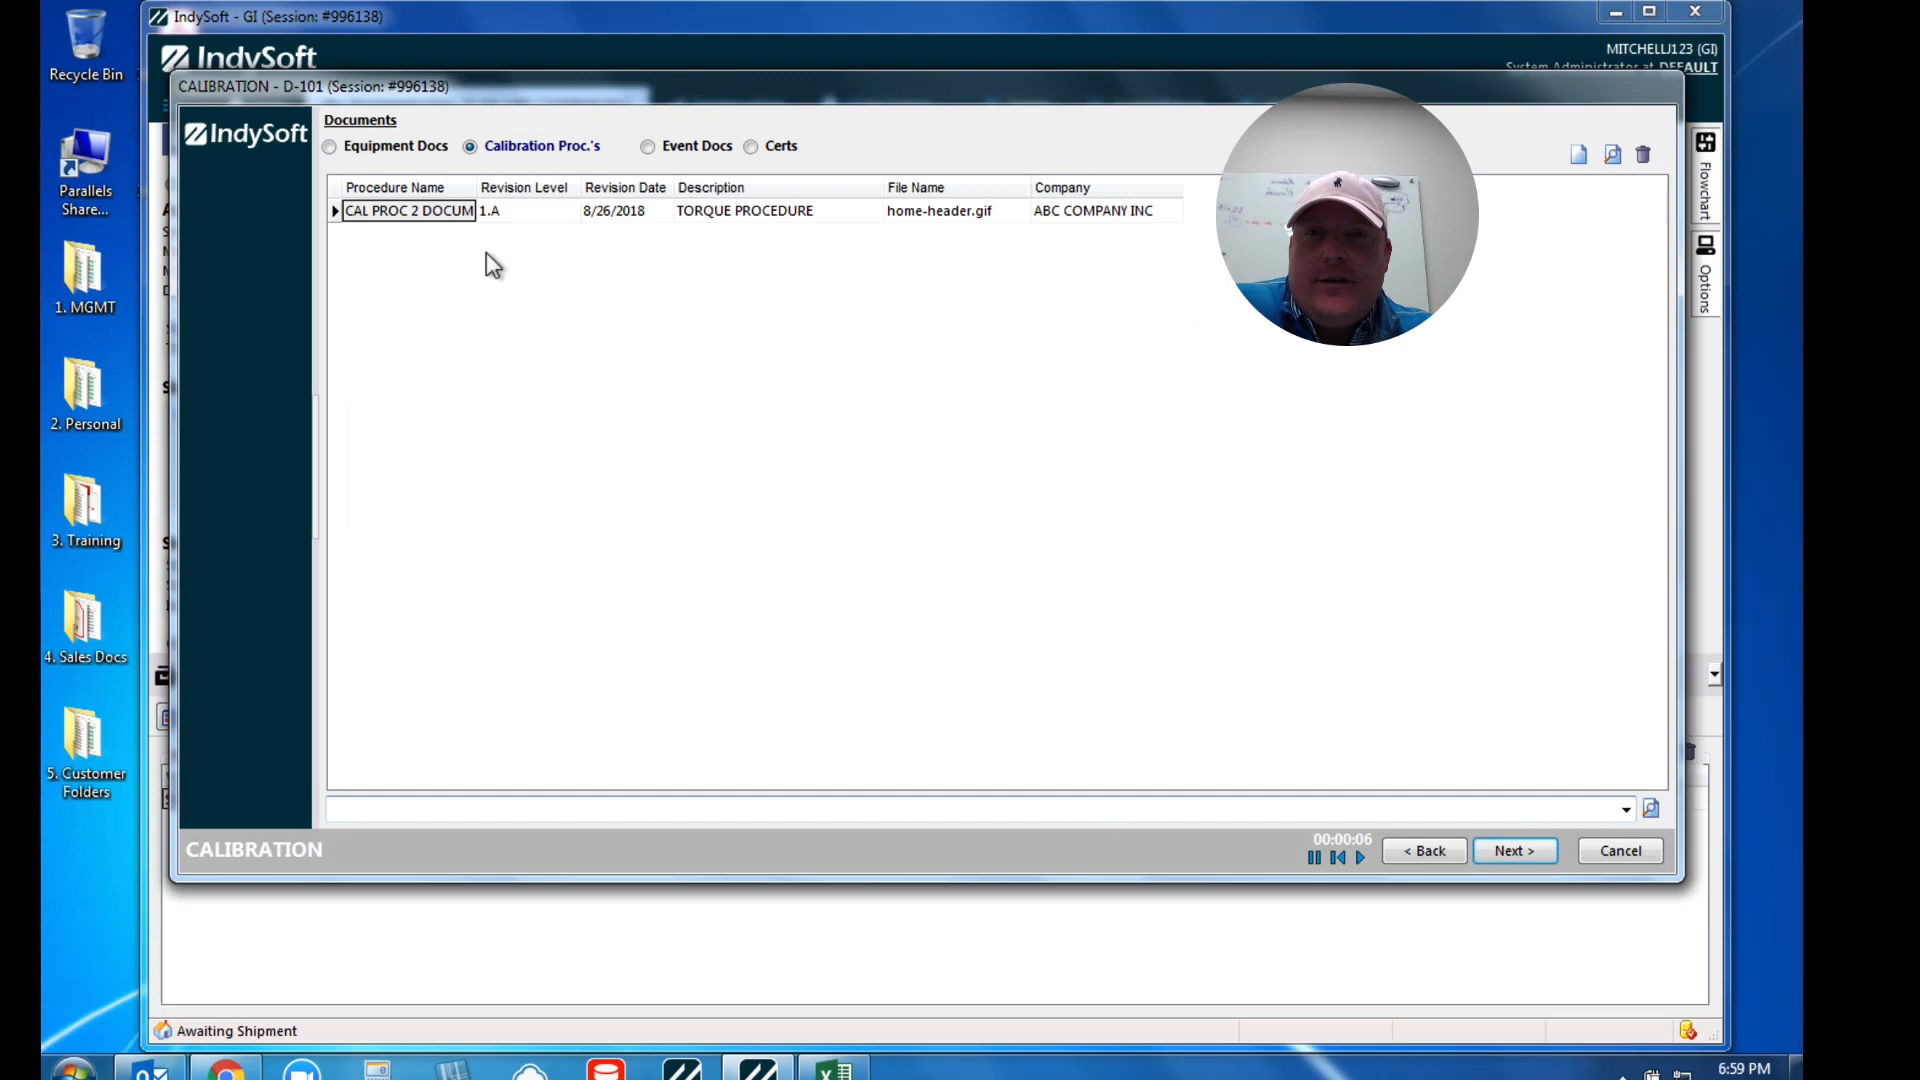 IndySoft - GI (Session: #996138)
IndySoft
MITCHELLJ123 (GI)
System Administrator at DEFAULT
CALIBRATION - D-101 (Session: #996138)
IndySoft
Documents
Equipment Docs Calibration Proc.'s Event Docs Certs
Procedure Name Revision Level Revision Date Description File Name Company
CAL PROC 2 DOCUM 1.A 8/26/2018 TORQUE PROCEDURE home-header.gif ABC COMPANY INC
Flowchart
Options
Recycle Bin
Parallels
Share...
1. MGMT
2. Personal
3. Training
4. Sales Docs
5. Customer
Folders
CALIBRATION
00:00:06
< Back Next > Cancel
Awaiting Shipment
6:59 PM